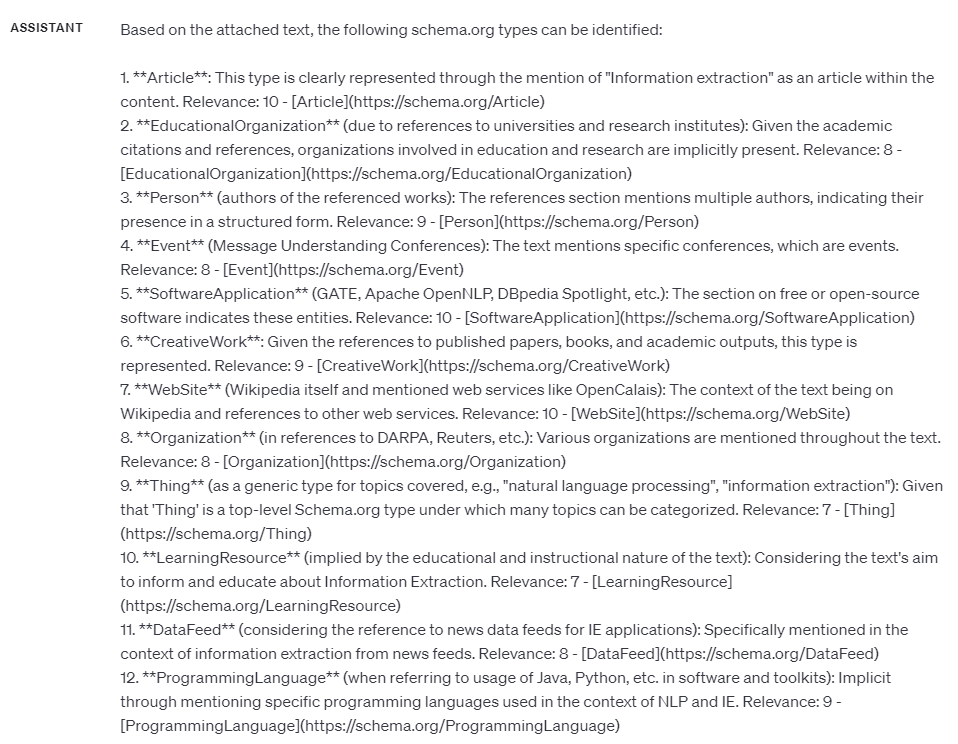 ASSISTANT
Based on the attached text, the following schema.org types can be identified:
1. **Article**: This type is clearly represented through the mention of "Information extraction" as an article within the
content. Relevance: 10 - [Article](https://schema.org/Article)
2. **EducationalOrganization** (due to references to universities and research institutes): Given the academic
citations and references, organizations involved in education and research are implicitly present. Relevance: 8 -
[EducationalOrganization](https://schema.org/EducationalOrganization)
3. **Person** (authors of the referenced works): The references section mentions multiple authors, indicating their
presence in a structured form. Relevance: 9 - [Person](https://schema.org/Person)
4. **Event** (Message Understanding Conferences): The text mentions specific conferences, which are events.
Relevance: 8 - [Event](https://schema.org/Event)
5. **SoftwareApplication** (GATE, Apache OpenNLP, DBpedia Spotlight, etc.): The section on free or open-source
software indicates these entities. Relevance: 10 - [SoftwareApplication](https://schema.org/SoftwareApplication)
6. **CreativeWork**: Given the references to published papers, books, and academic outputs, this type is
represented. Relevance: 9 - [CreativeWork](https://schema.org/CreativeWork)
7. **WebSite** (Wikipedia itself and mentioned web services like OpenCalais): The context of the text being on
Wikipedia and references to other web services. Relevance: 10 - [WebSite](https://schema.org/WebSite)
8. **Organization** (in references to DARPA, Reuters, etc.): Various organizations are mentioned throughout the text.
Relevance: 8 - [Organization](https://schema.org/Organization)
9. **Thing** (as a generic type for topics covered, e.g., "natural language processing", "information extraction"): Given
that 'Thing' is a top-level Schema.org type under which many topics can be categorized. Relevance: 7 - [Thing]
(https://schema.org/Thing)
10. **LearningResource** (implied by the educational and instructional nature of the text): Considering the text's aim
to inform and educate about Information Extraction. Relevance: 7 - [LearningResource]
(https://schema.org/LearningResource)
11. **DataFeed** (considering the reference to news data feeds for IE applications): Specifically mentioned in the
context of information extraction from news feeds. Relevance: 8 - [DataFeed](https://schema.org/DataFeed)
12. **ProgrammingLanguage** (when referring to usage of Java, Python, etc. in software and toolkits): Implicit
through mentioning specific programming languages used in the context of NLP and IE. Relevance: 9 -
[ProgrammingLanguage](https://schema.org/ProgrammingLanguage)